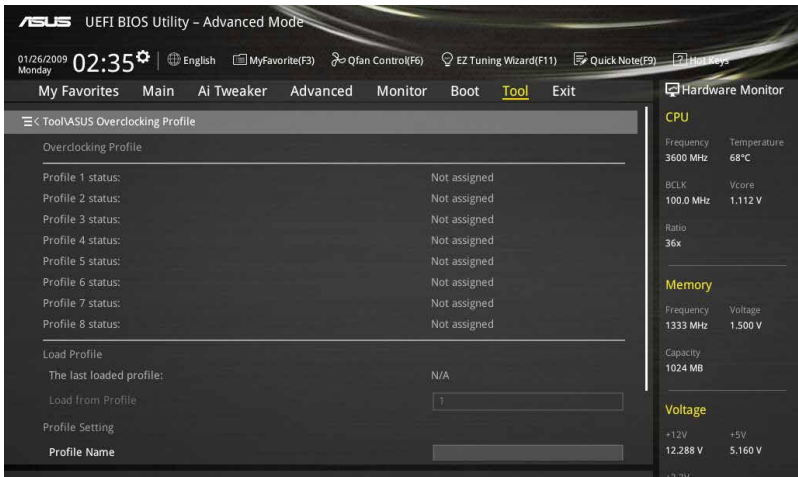 ASUS UEFI BIOS Utility – Advanced Mode
01/26/2009 Monday 02:35 English MyFavorite(F3) Qfan Control(F6) EZ Tuning Wizard(F11) Quick Note(F9) ? Hot Keys
My Favorites Main Ai Tweaker Advanced Monitor Boot Tool Exit
Tool\ASUS Overclocking Profile
Overclocking Profile
Profile 1 status: Not assigned
Profile 2 status: Not assigned
Profile 3 status: Not assigned
Profile 4 status: Not assigned
Profile 5 status: Not assigned
Profile 6 status: Not assigned
Profile 7 status: Not assigned
Profile 8 status: Not assigned
Load Profile
The last loaded profile: N/A
Load from Profile 1
Profile Setting
Profile Name
Hardware Monitor
CPU
Frequency Temperature
3600 MHz 68°C
BCLK Vcore
100.0 MHz 1.112 V
Ratio
36x
Memory
Frequency Voltage
1333 MHz 1.500 V
Capacity
1024 MB
Voltage
+12V +5V
12.288 V 5.160 V
+3.3V